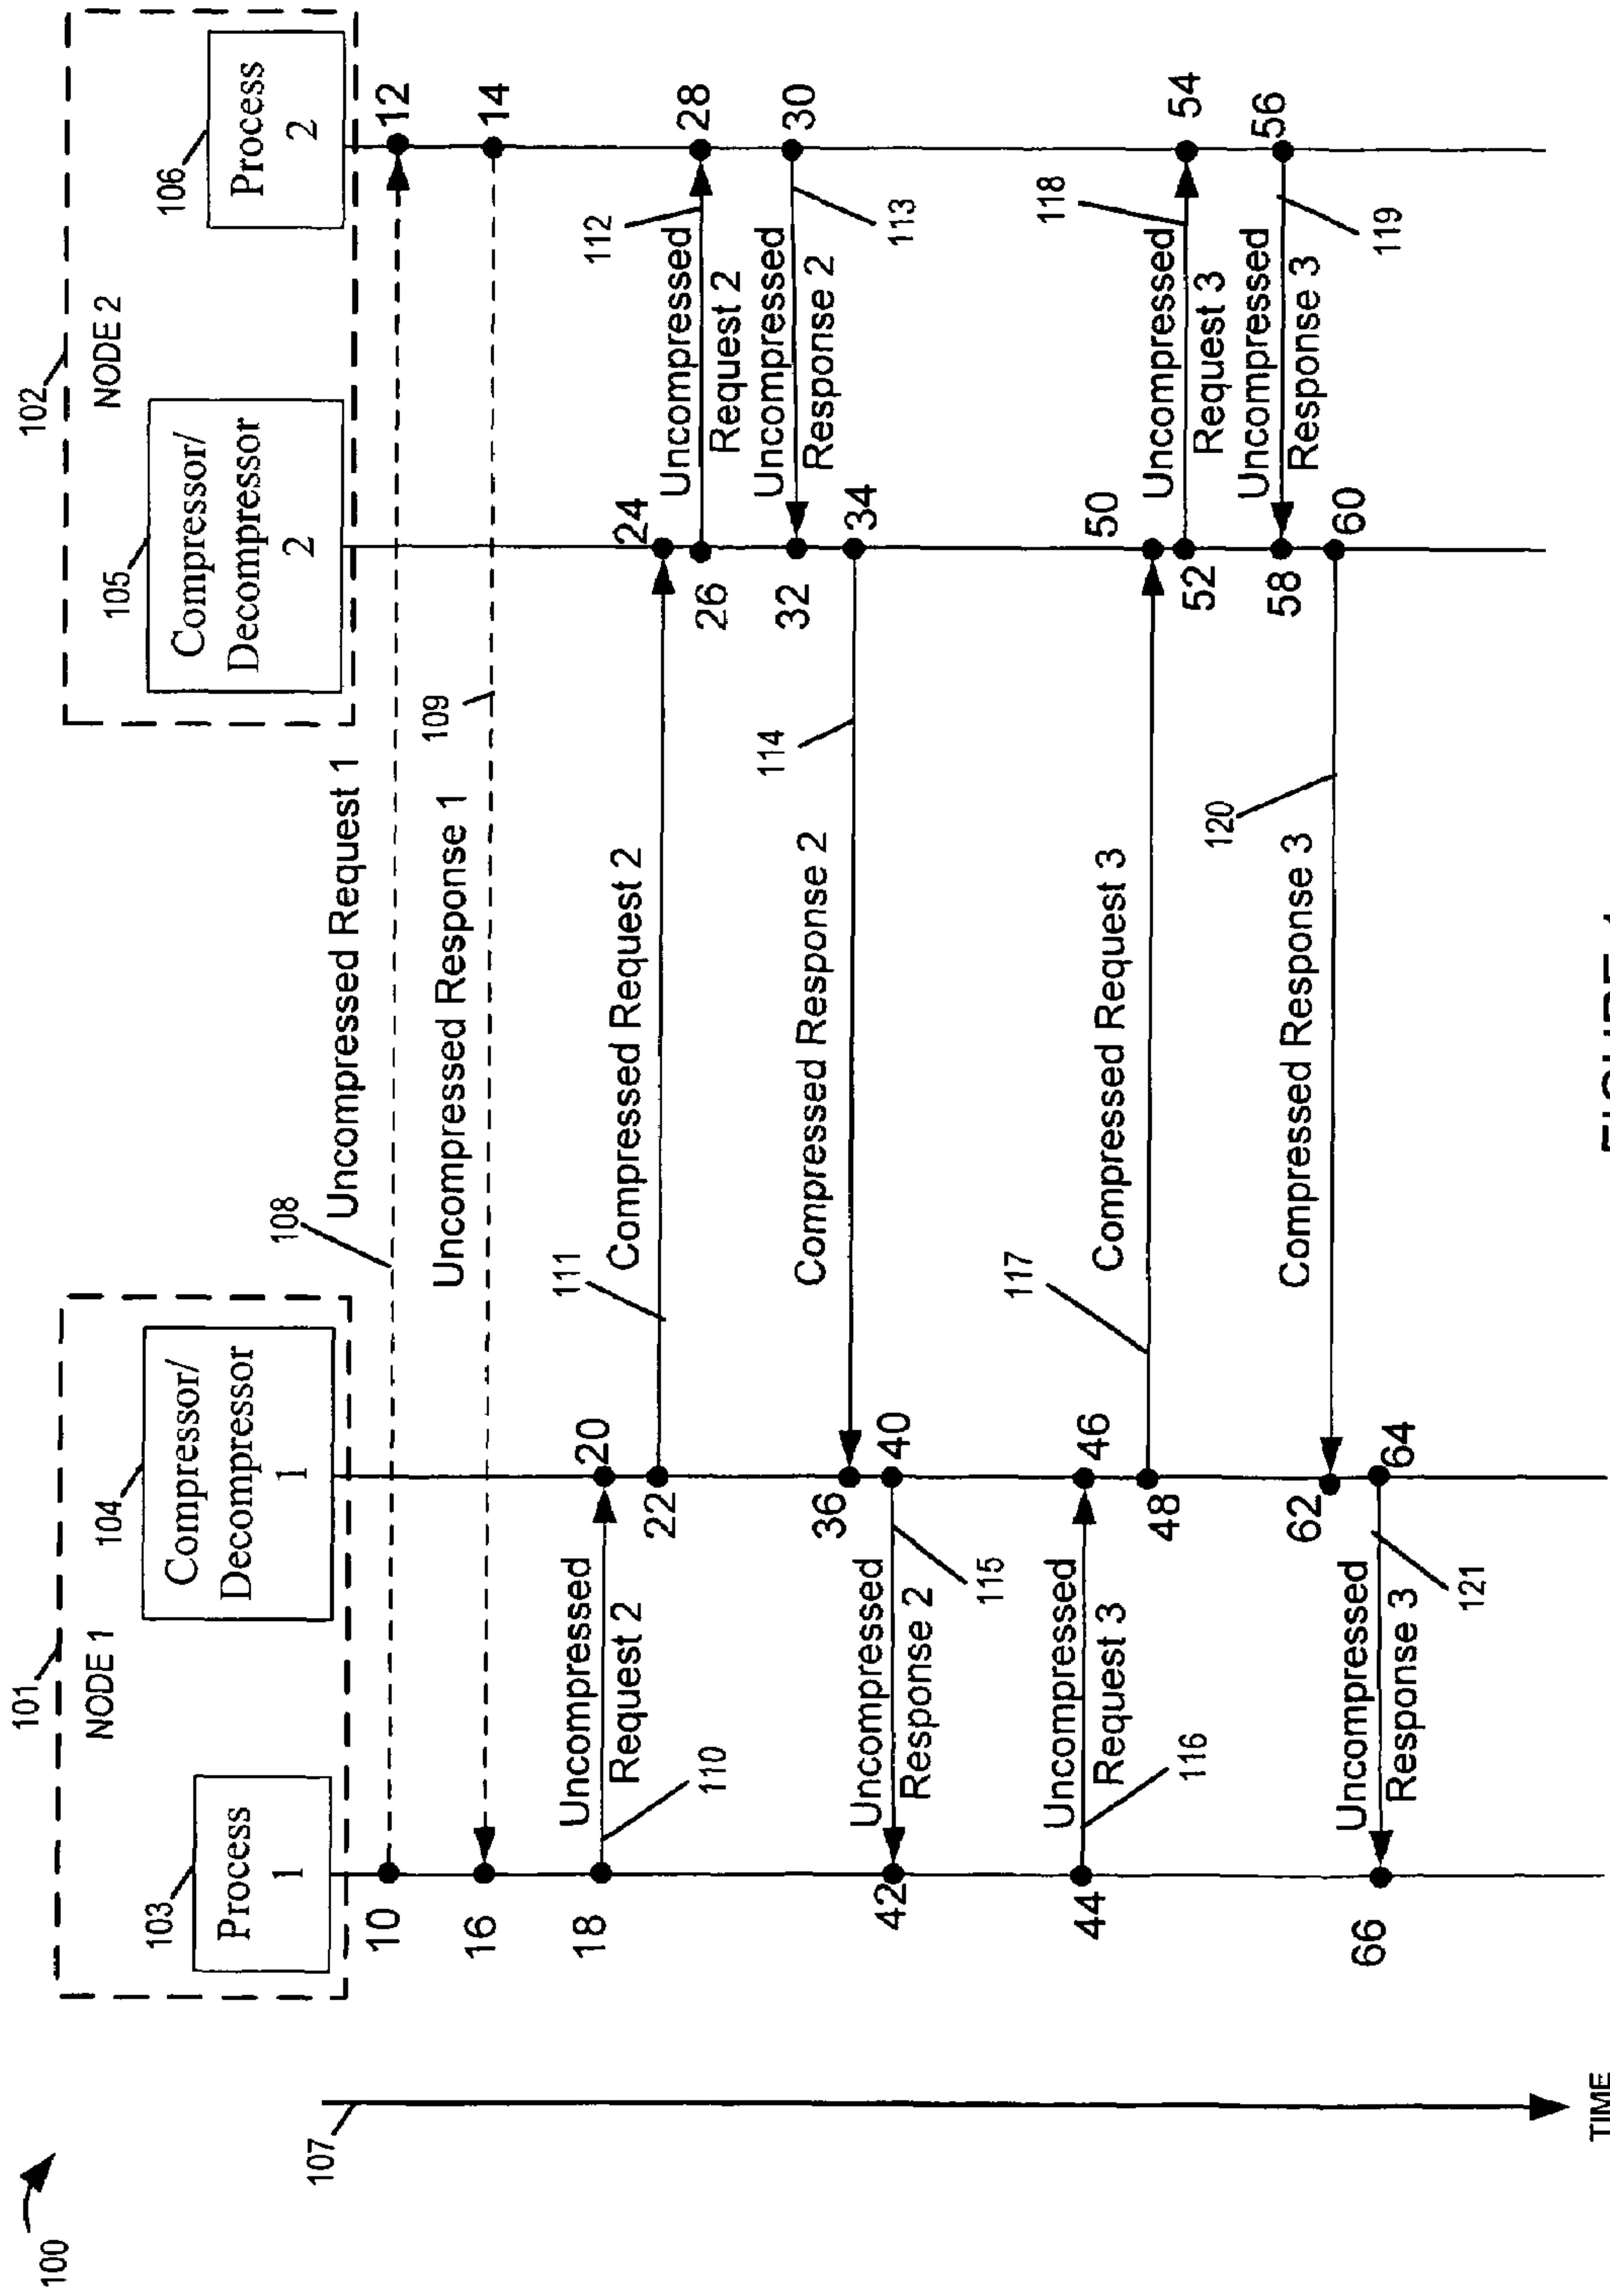 100
101
NODE 1
103
Process
1
104
Compressor/
Decompressor
1
102
NODE 2
105
Compressor/
Decompressor
2
106
Process
2
107
TIME
108
Uncompressed Request 1
10
12
109
Uncompressed Response 1
14
16
18
Uncompressed
Request 2
110
20
22
111
Compressed Request 2
24
26
Uncompressed
Request 2
112
28
30
Uncompressed
Response 2
113
32
34
114
Compressed Response 2
36
40
Uncompressed
Response 2
115
42
44
Uncompressed
Request 3
116
46
48
117
Compressed Request 3
50
52
Uncompressed
Request 3
118
54
56
Uncompressed
Response 3
119
58
60
120
Compressed Response 3
62
64
Uncompressed
Response 3
121
66